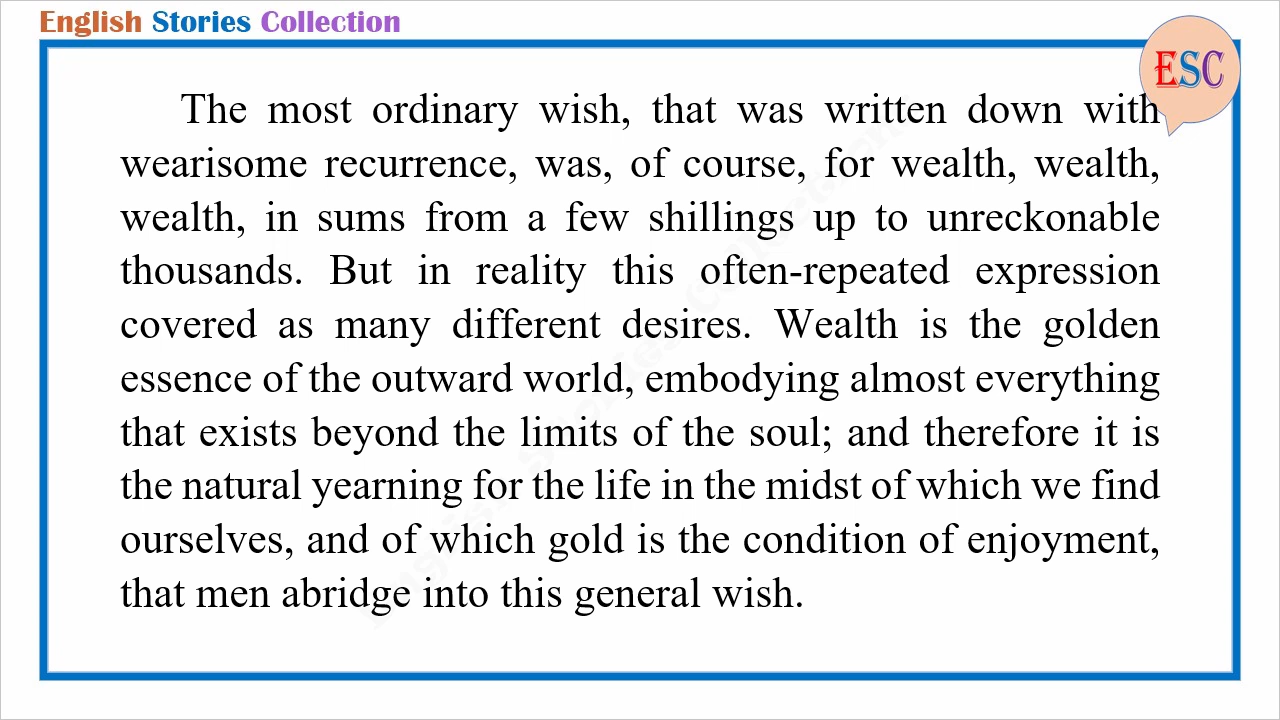 English Stories Collection
ESC
The most ordinary wish, that was written down with
wearisome recurrence, was, of course, for wealth, wealth,
wealth, in sums from a few shillings up to unreckonable
thousands. But in reality this often-repeated expression
covered as many different desires. Wealth is the golden
essence of the outward world, embodying almost everything
that exists beyond the limits of the soul; and therefore it is
the natural yearning for the life in the midst of which we find
ourselves, and of which gold is the condition of enjoyment,
that men abridge into this general wish.